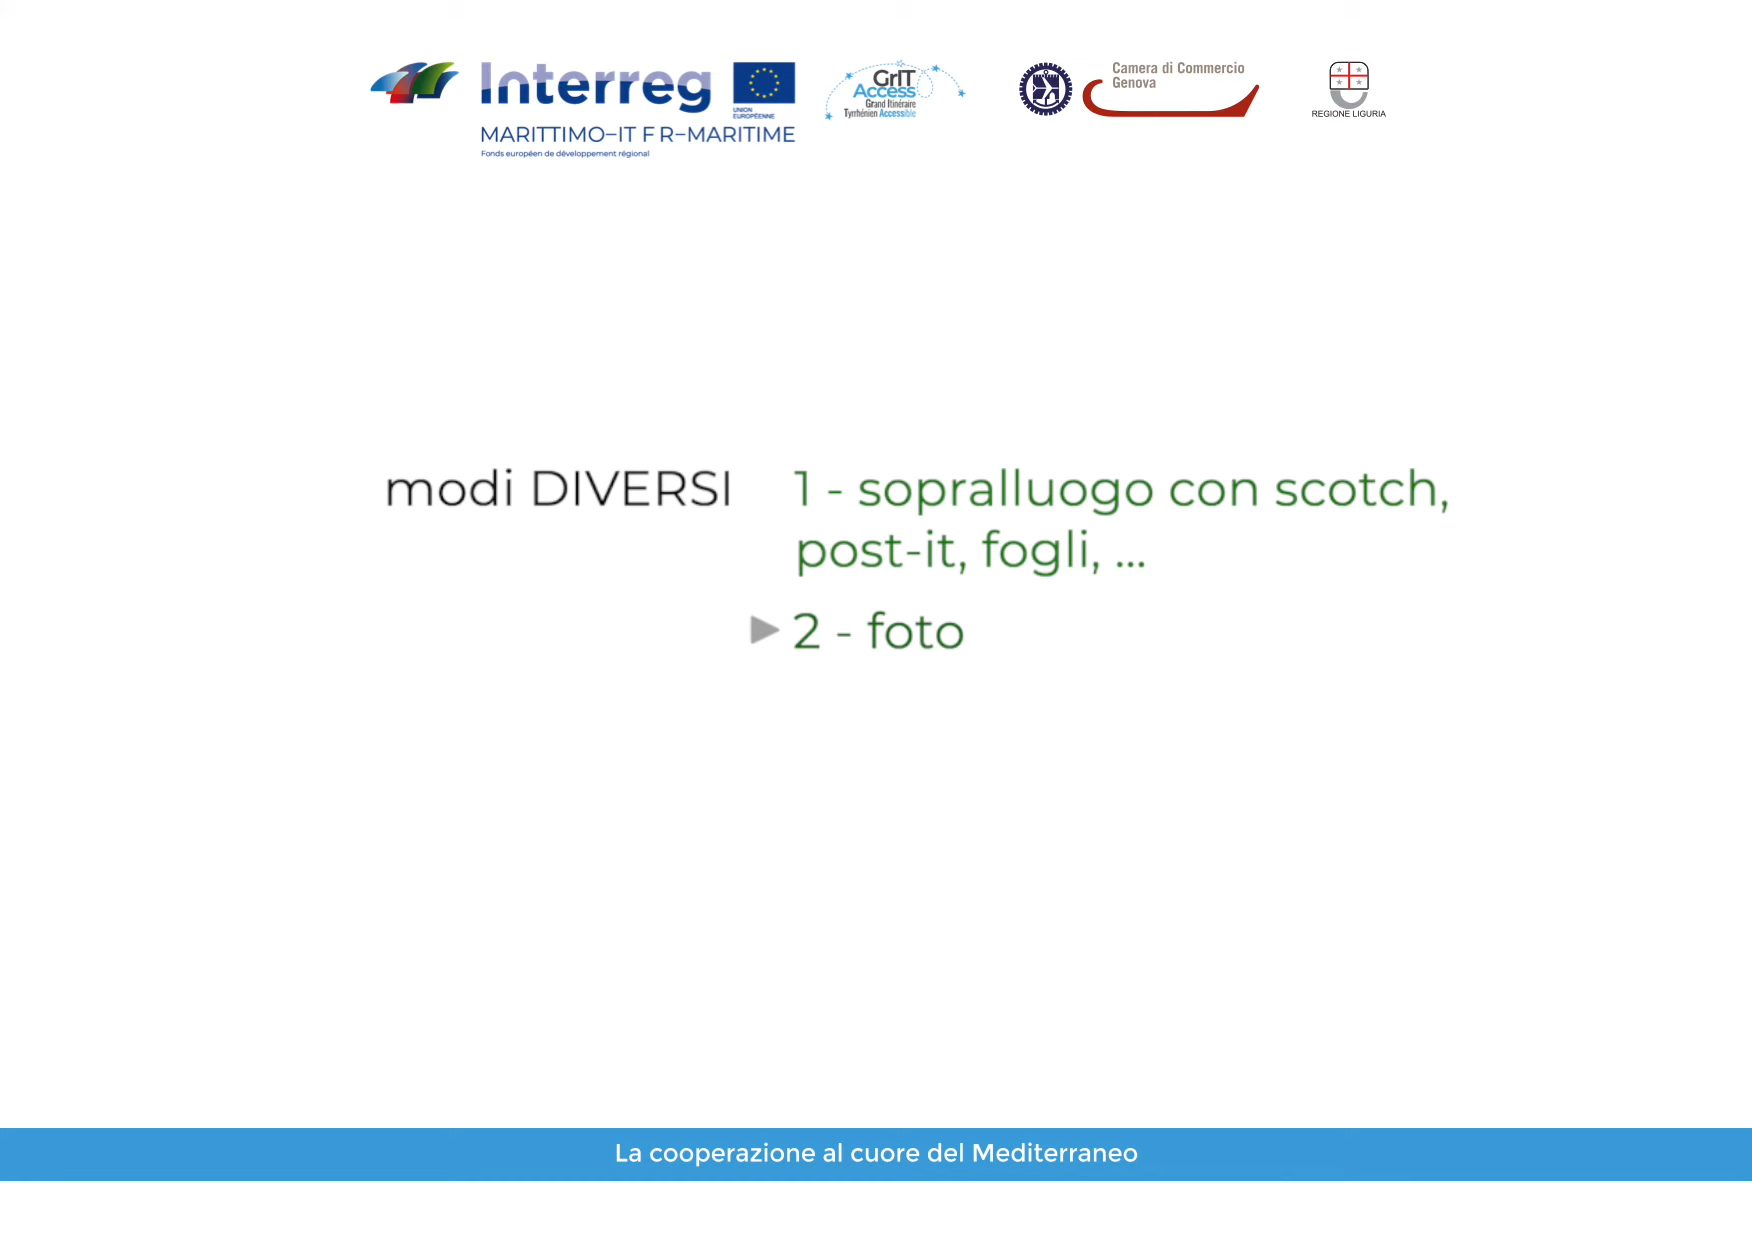 Interreg
UNION
EUROPÉENNE
MARITTIMO-IT FR-MARITIME
Fonds européen de développement régional
GrIT
Access
Grand Itinéraire
Tyrrhénien Accessible
Camera di Commercio
Genova
REGIONE LIGURIA
modi DIVERSI
1 - sopralluogo con scotch,
post-it, fogli, ...
2 - foto
La cooperazione al cuore del Mediterraneo